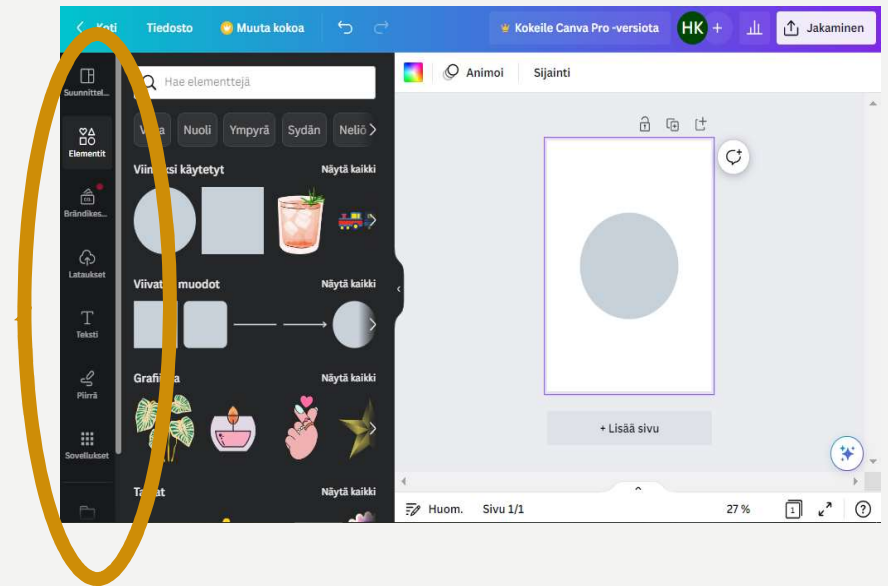 Koti Tiedosto Muuta kokoa Kokeile Canva Pro -versiota HK + Jakaminen
Suunnittel...
Elementit
Brändikes...
Lataukset
Teksti
Piirrä
Sovellukset
Hae elementtejä
Nuoli Ympyrä Sydän Neliö
Näytä kaikki
Näytä kaikki
Näytä kaikki
Näytä kaikki
Animoi Sijainti
+ Lisää sivu
Huom. Sivu 1/1 27 % 1 ?